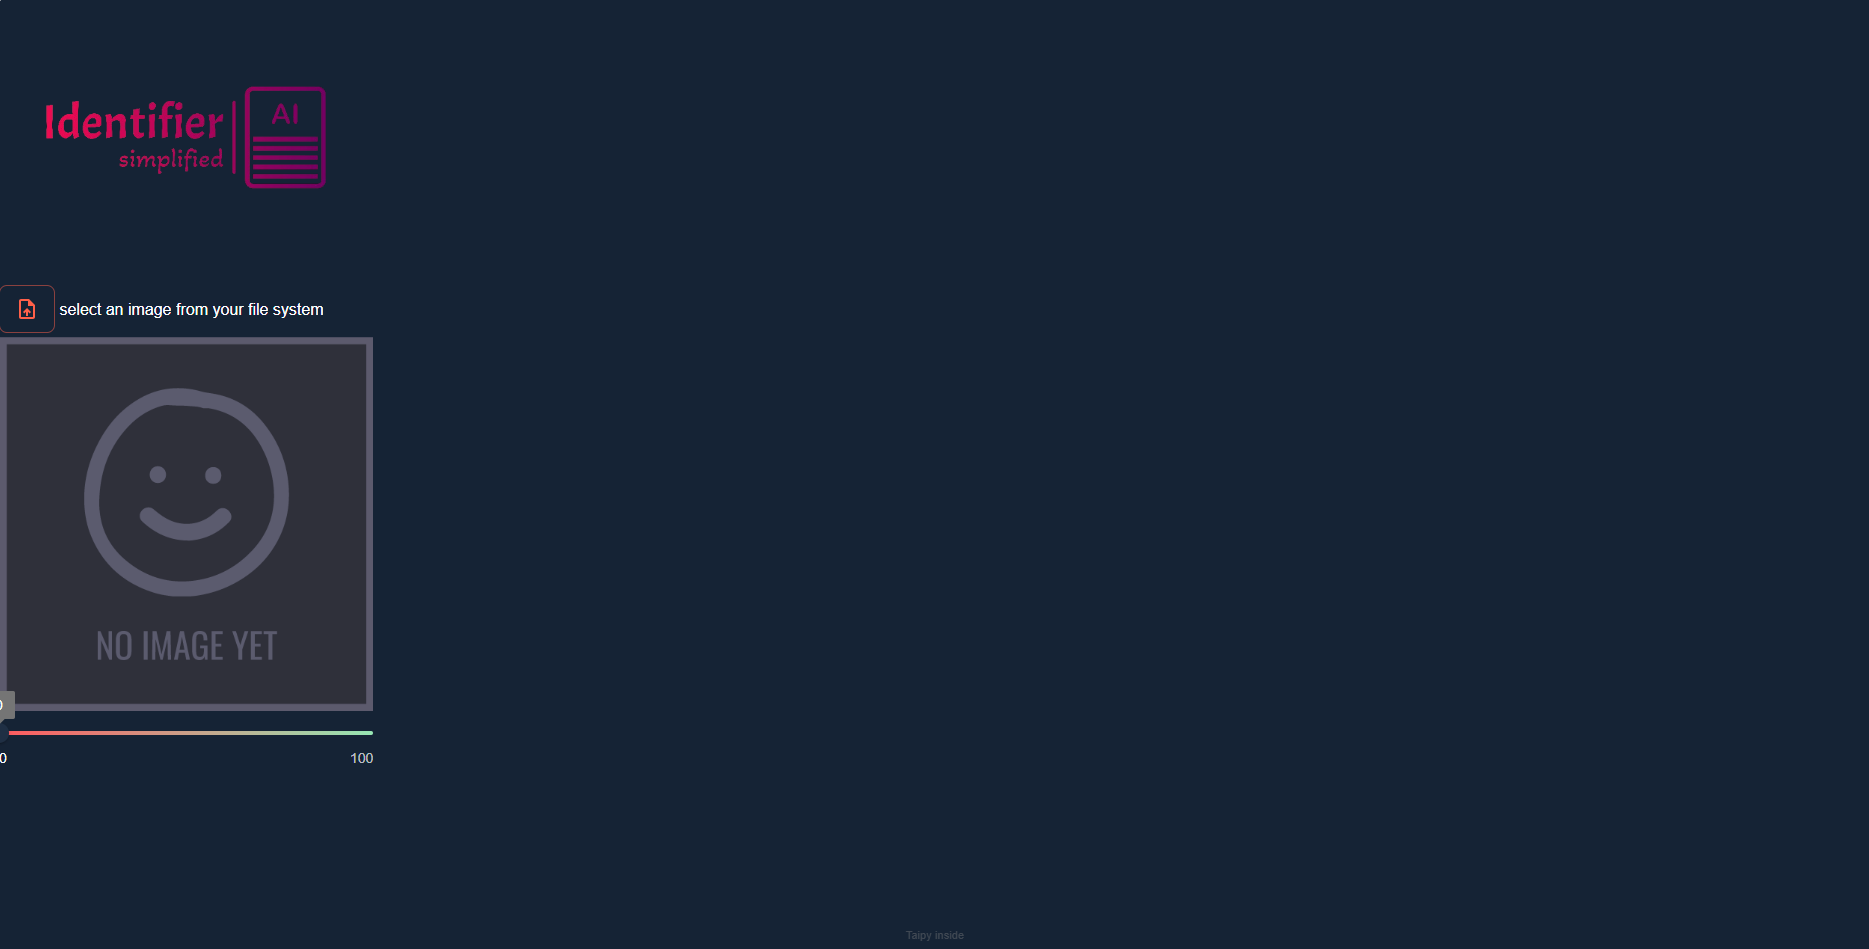 Identifier
simplified
AI
select an image from your file system
NO IMAGE YET
0
0
100
Taipy inside